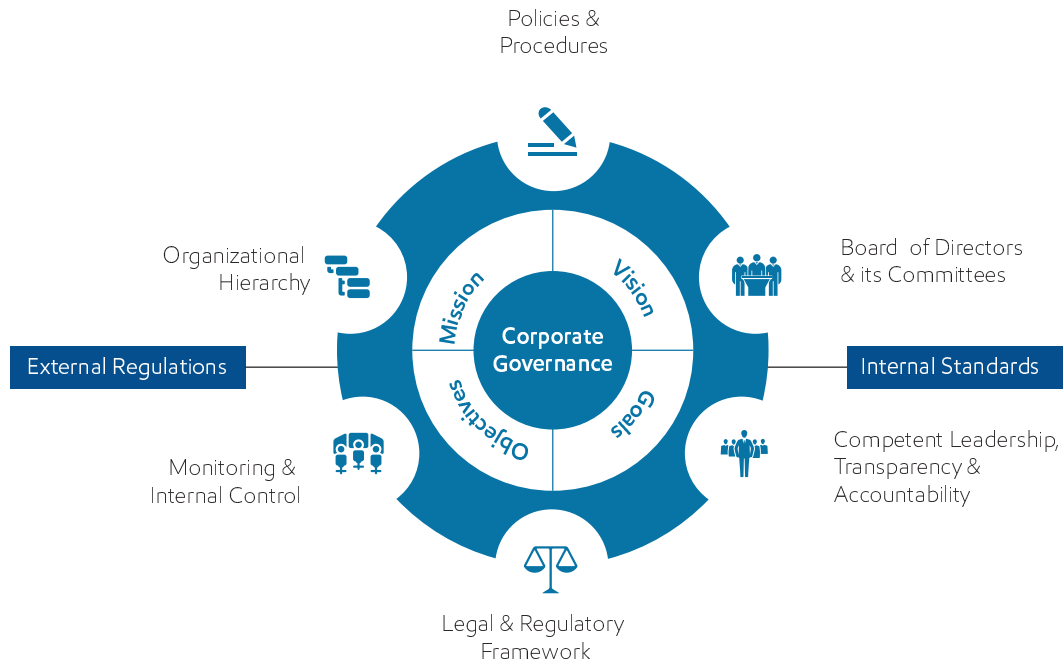 Policies &
Procedures
Organizational
Hierarchy
Board of Directors
& its Committees
Mission
Vision
Corporate
Governance
External Regulations
Internal Standards
Objectives
Goals
Monitoring &
Internal Control
Competent Leadership,
Transparency &
Accountability
Legal & Regulatory
Framework